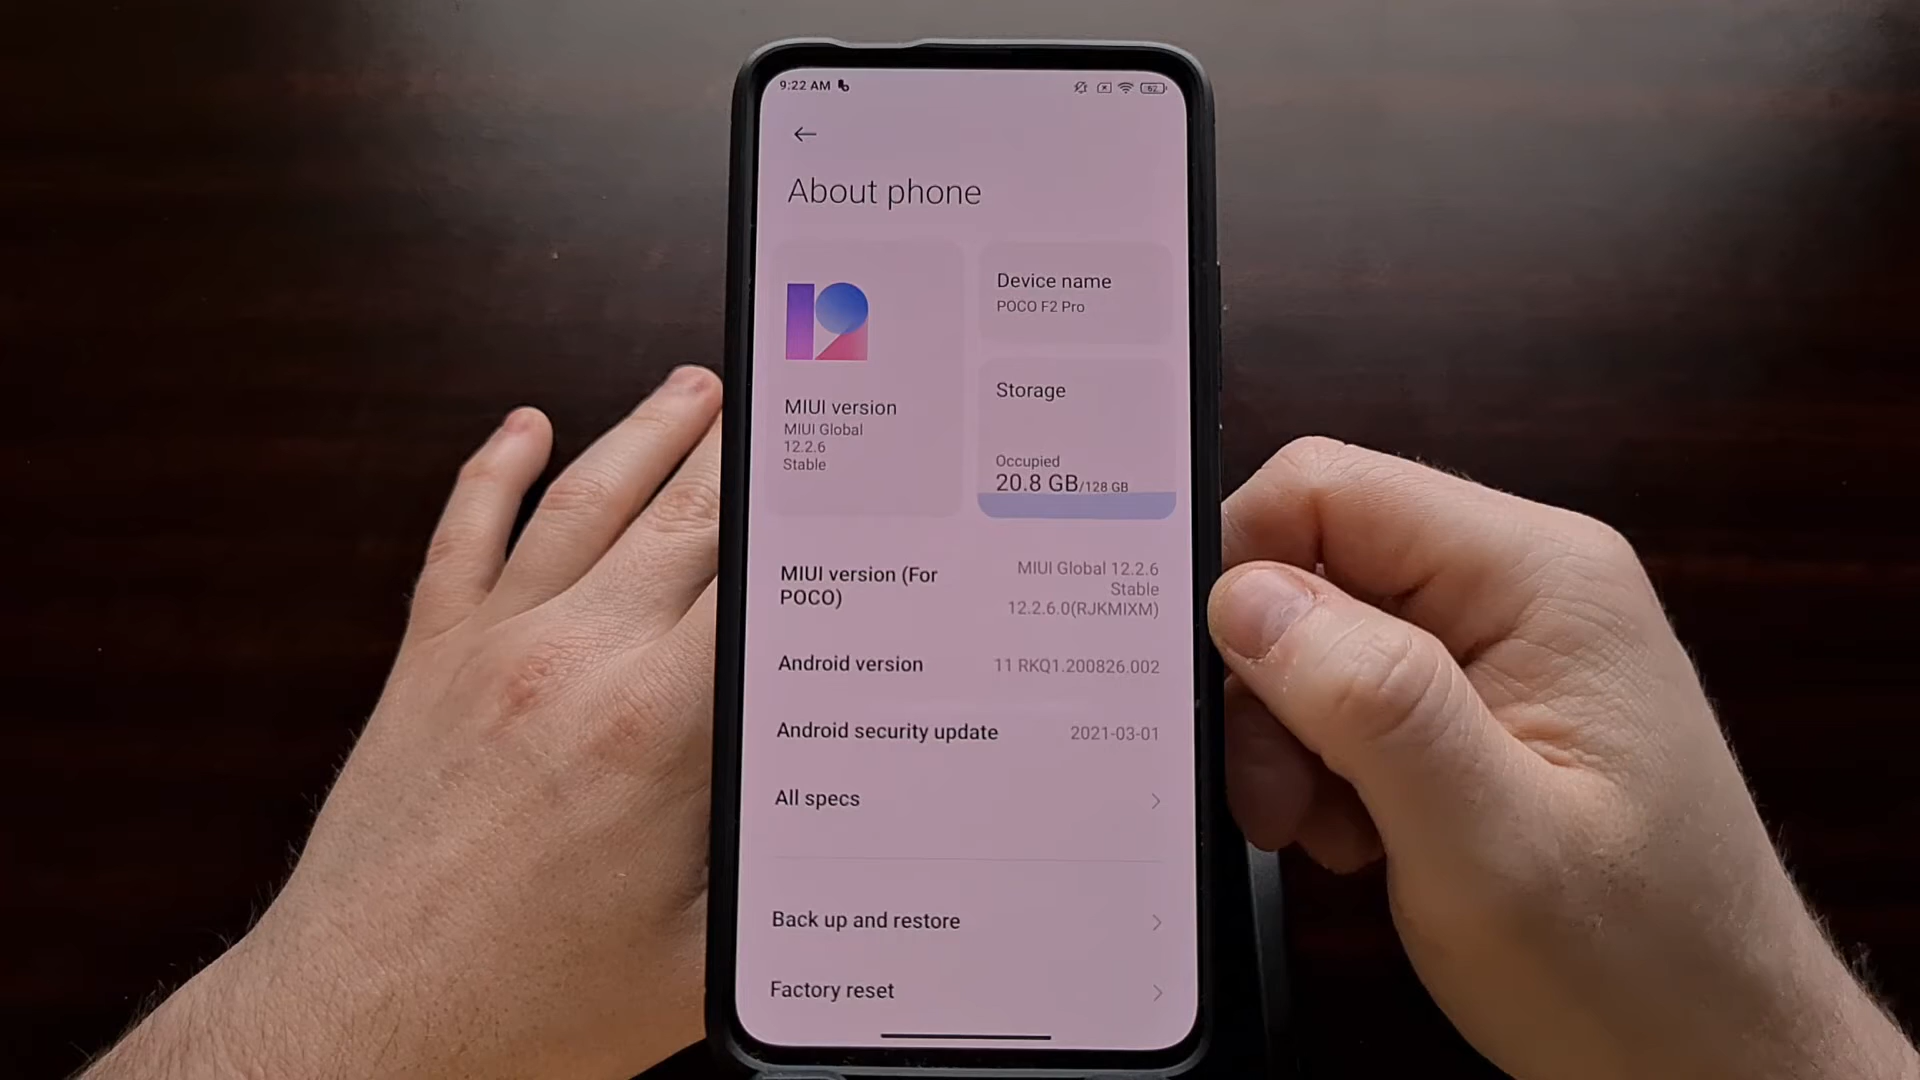 9:22 AM
62
About phone
Device name
POCO F2 Pro
MIUI version
MIUI Global
12.2.6
Stable
Storage
Occupied
20.8 GB/128 GB
MIUI version (For
POCO)
MIUI Global 12.2.6
Stable
12.2.6.0(RJKMIXM)
Android version
11 RKQ1.200826.002
Android security update
2021-03-01
All specs
Back up and restore
Factory reset